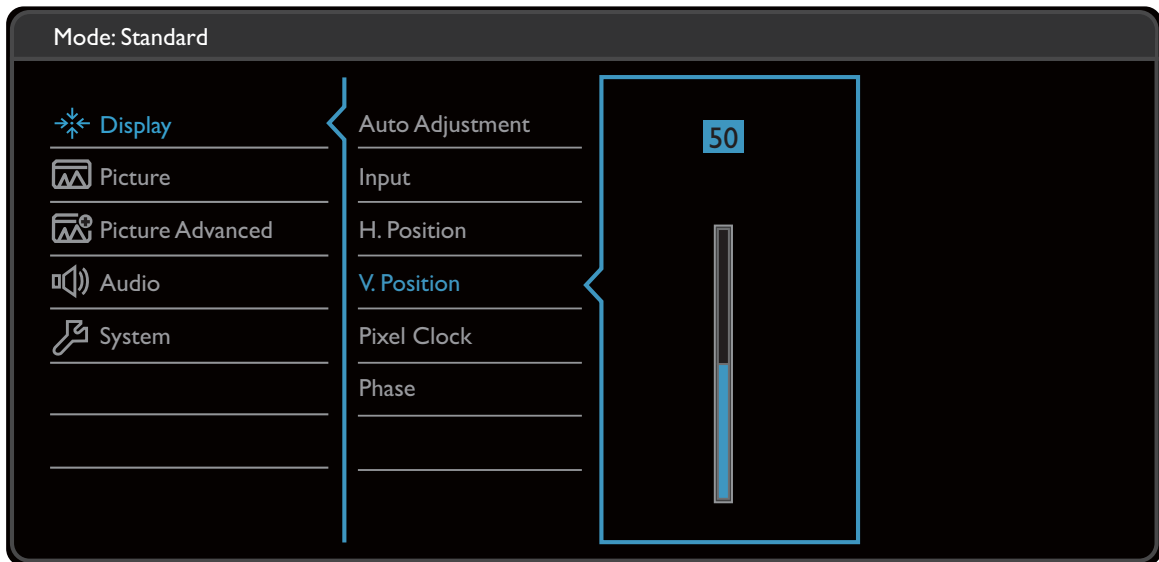 Mode: Standard
Display
Picture
Picture Advanced
Audio
System
Auto Adjustment
Input
H. Position
V. Position
Pixel Clock
Phase
50